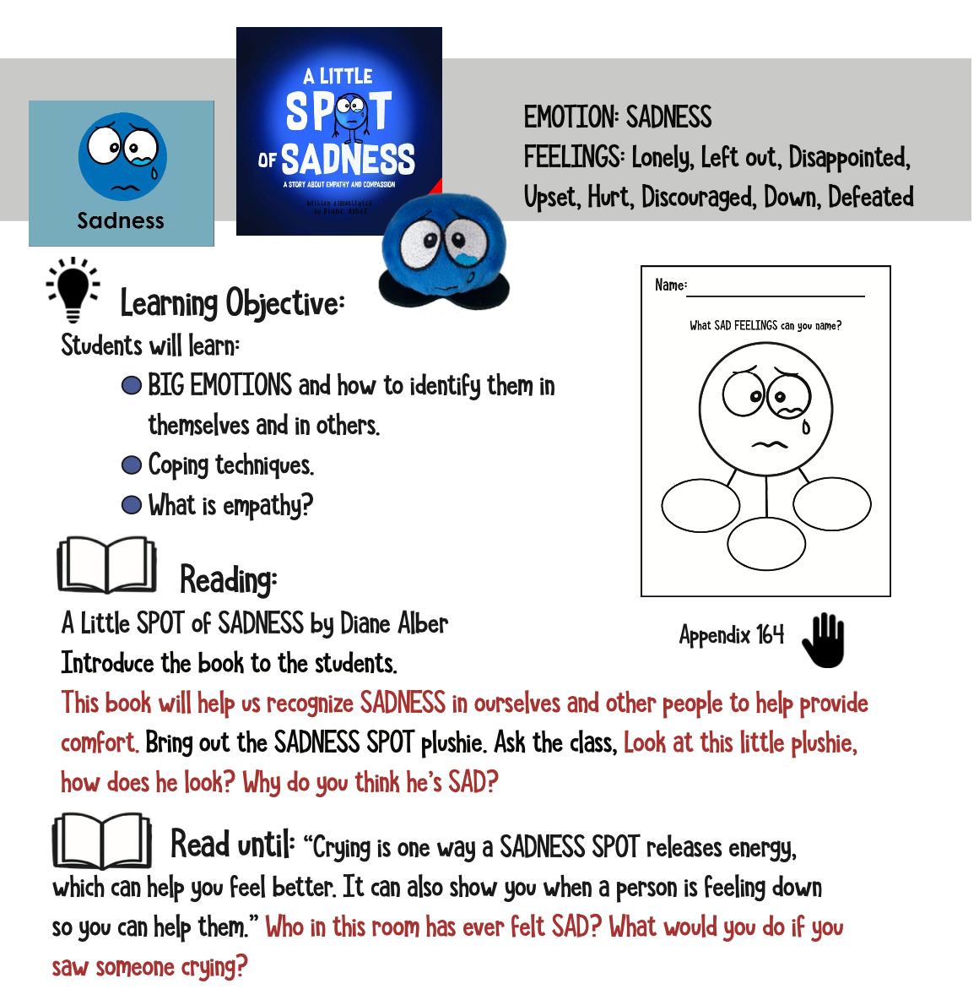 A LITTLE
SPOT
OF SADNESS
A STORY ABOUT EMPATHY AND COMPASSION
Written & Illustrated
by Diane Alber
Sadness
EMOTION: SADNESS
FEELINGS: Lonely, Left out, Disappointed,
Upset, Hurt, Discouraged, Down, Defeated
Learning Objective:
Students will learn:
BIG EMOTIONS and how to identify them in
themselves and in others.
Coping techniques.
What is empathy?
Name:
What SAD FEELINGS can you name?
Appendix 164
Reading:
A Little SPOT of SADNESS by Diane Alber
Introduce the book to the students.
This book will help us recognize SADNESS in ourselves and other people to help provide
comfort. Bring out the SADNESS SPOT plushie. Ask the class, Look at this little plushie,
how does he look? Why do you think he's SAD?
Read until: “Crying is one way a SADNESS SPOT releases energy,
which can help you feel better. It can also show you when a person is feeling down
so you can help them.” Who in this room has ever felt SAD? What would you do if you
saw someone crying?